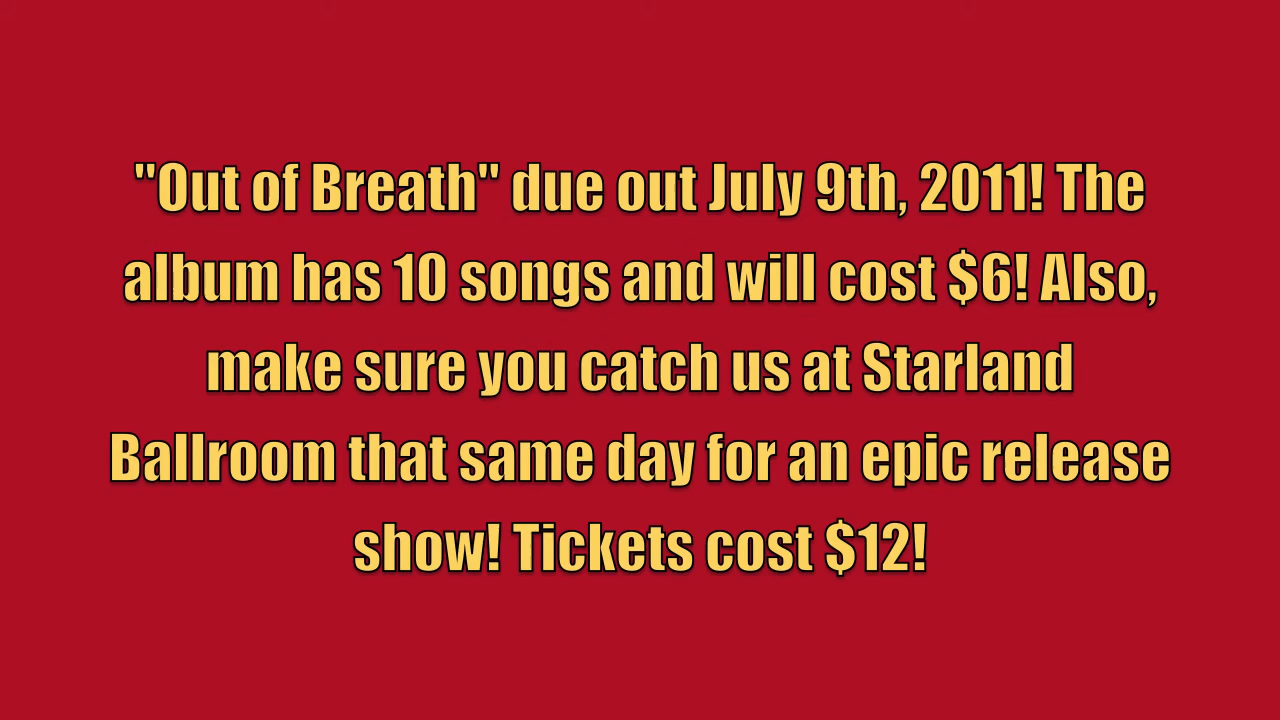 "Out of Breath" due out July 9th, 2011! The
album has 10 songs and will cost $6! Also,
make sure you catch us at Starland
Ballroom that same day for an epic release
show! Tickets cost $12!